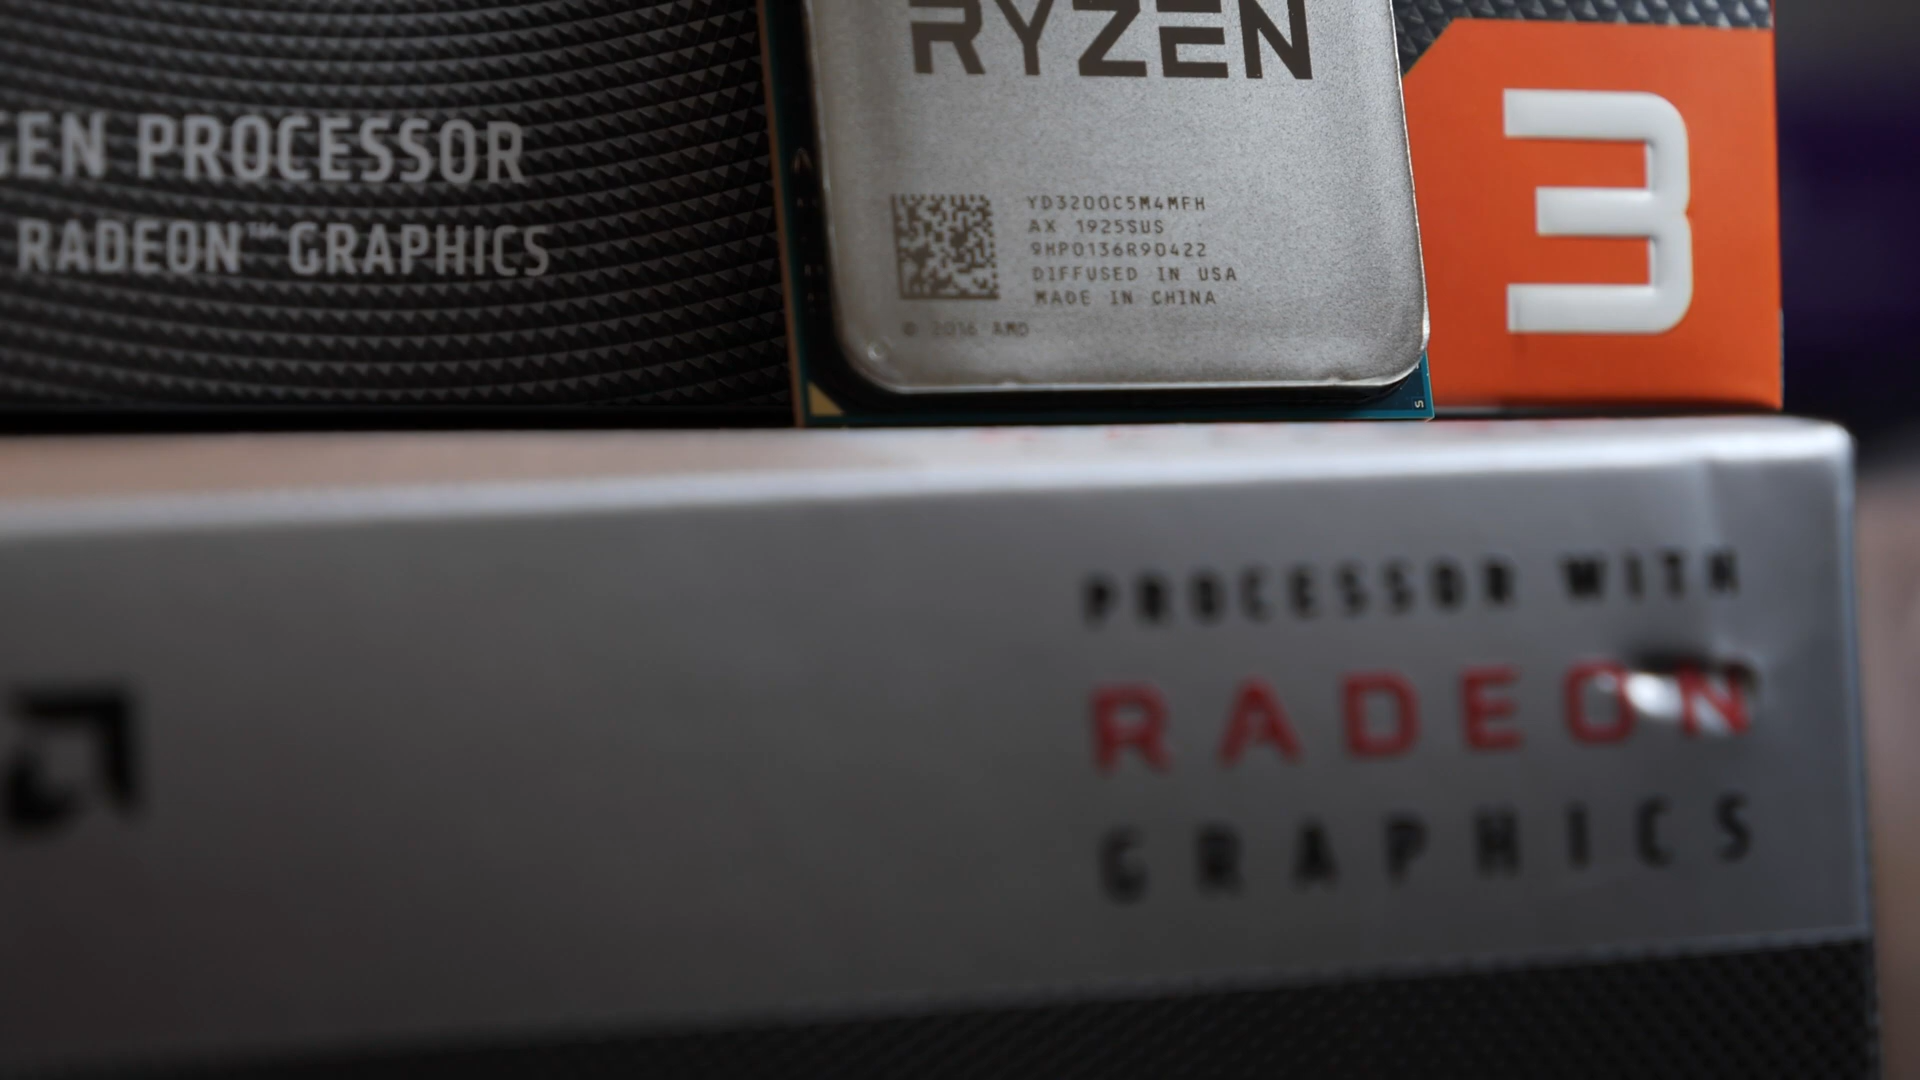 RYZEN
GEN PROCESSOR
RADEON™ GRAPHICS
YD3200C5M4MFH
AX 1925SUS
9HP0136R90422
DIFFUSED IN USA
MADE IN CHINA
© 2016 AMD
3
PROCESSOR WITH
RADEON
GRAPHICS